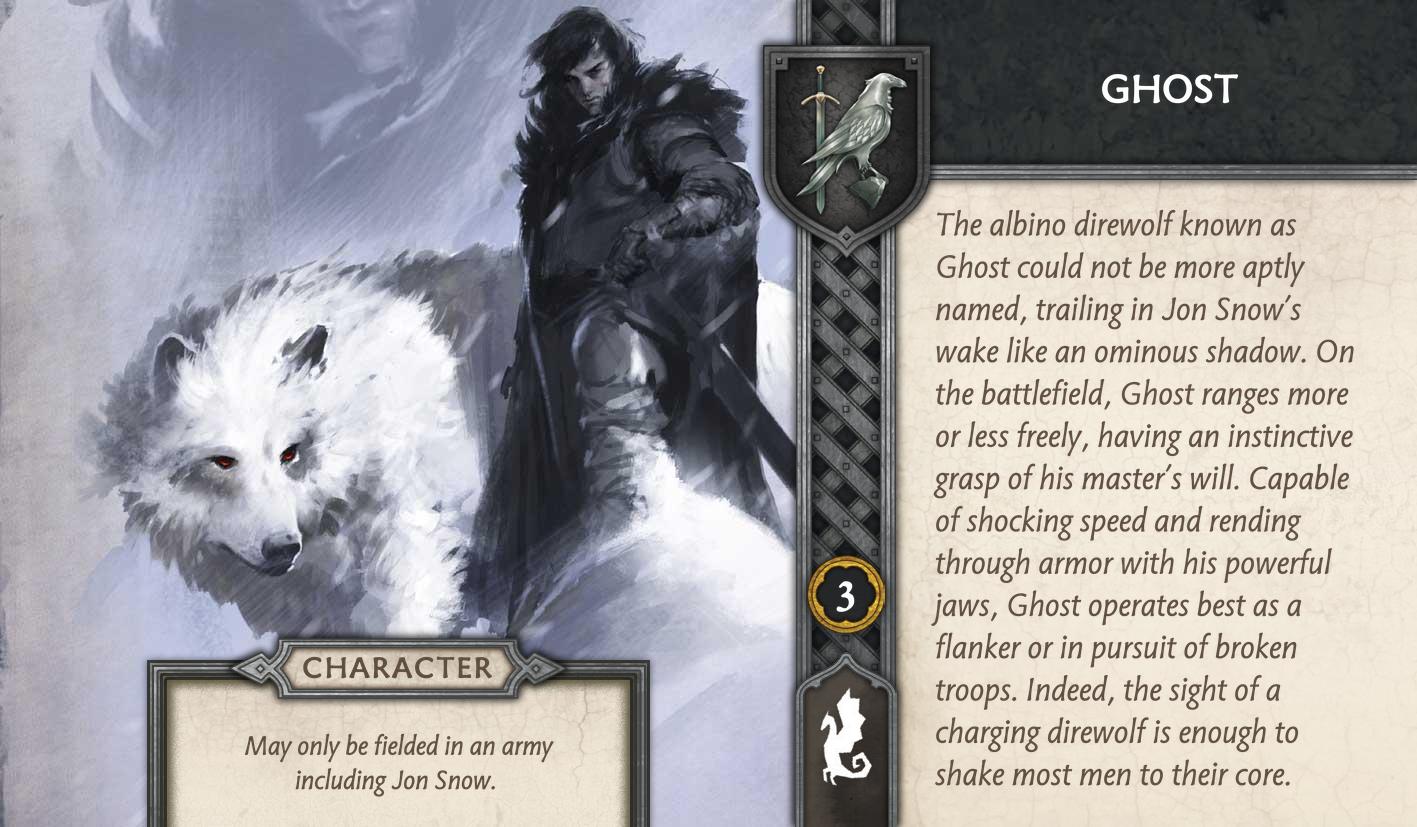 GHOST
The albino direwolf known as
Ghost could not be more aptly
named, trailing in Jon Snow's
wake like an ominous shadow. On
the battlefield, Ghost ranges more
or less freely, having an instinctive
grasp of his master's will. Capable
of shocking speed and rending
through armor with his powerful
jaws, Ghost operates best as a
flanker or in pursuit of broken
troops. Indeed, the sight of a
charging direwolf is enough to
shake most men to their core.
3
CHARACTER
May only be fielded in an army
including Jon Snow.